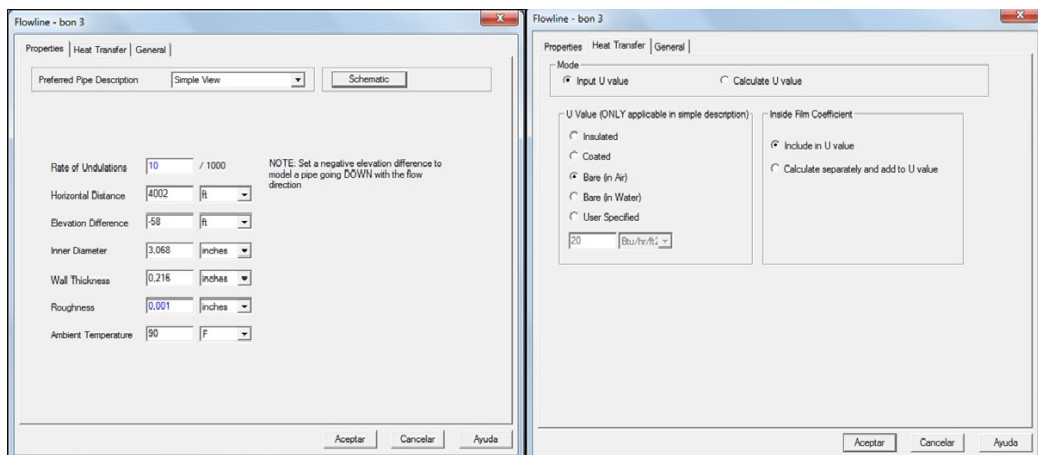 Flowline - bon 3
Properties Heat Transfer General
Preferred Pipe Description Simple View Schematic
Rate of Undulations 10 / 1000
NOTE: Set a negative elevation difference to
model a pipe going DOWN with the flow
direction
Horizontal Distance 4002 ft
Elevation Difference -58 ft
Inner Diameter 3,068 inches
Wall Thickness 0,216 inches
Roughness 0,001 inches
Ambient Temperature 90 F
Aceptar Cancelar Ayuda
Flowline - bon 3
Properties Heat Transfer General
Mode
Input U value Calculate U value
U Value (ONLY applicable in simple description)
Insulated
Coated
Bare (in Air)
Bare (in Water)
User Specified
20 Btu/hr/ft2
Inside Film Coefficient
Include in U value
Calculate separately and add to U value
Aceptar Cancelar Ayuda